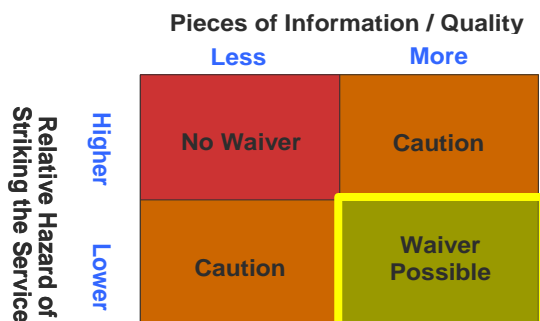 Pieces of Information / Quality
Less More
Relative Hazard of
Striking the Service
Higher
No Waiver
Caution
Lower
Caution
Waiver
Possible